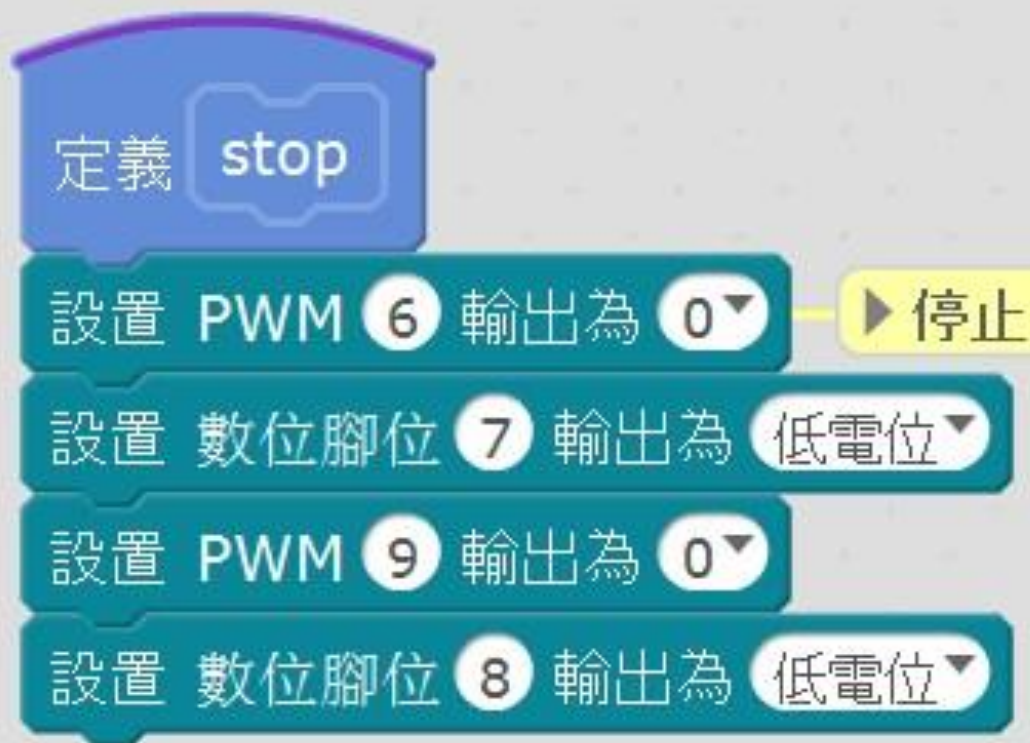 定義 stop
設置 PWM 6 輸出為 0 停止
設置 數位腳位 7 輸出為 低電位
設置 PWM 9 輸出為 0
設置 數位腳位 8 輸出為 低電位